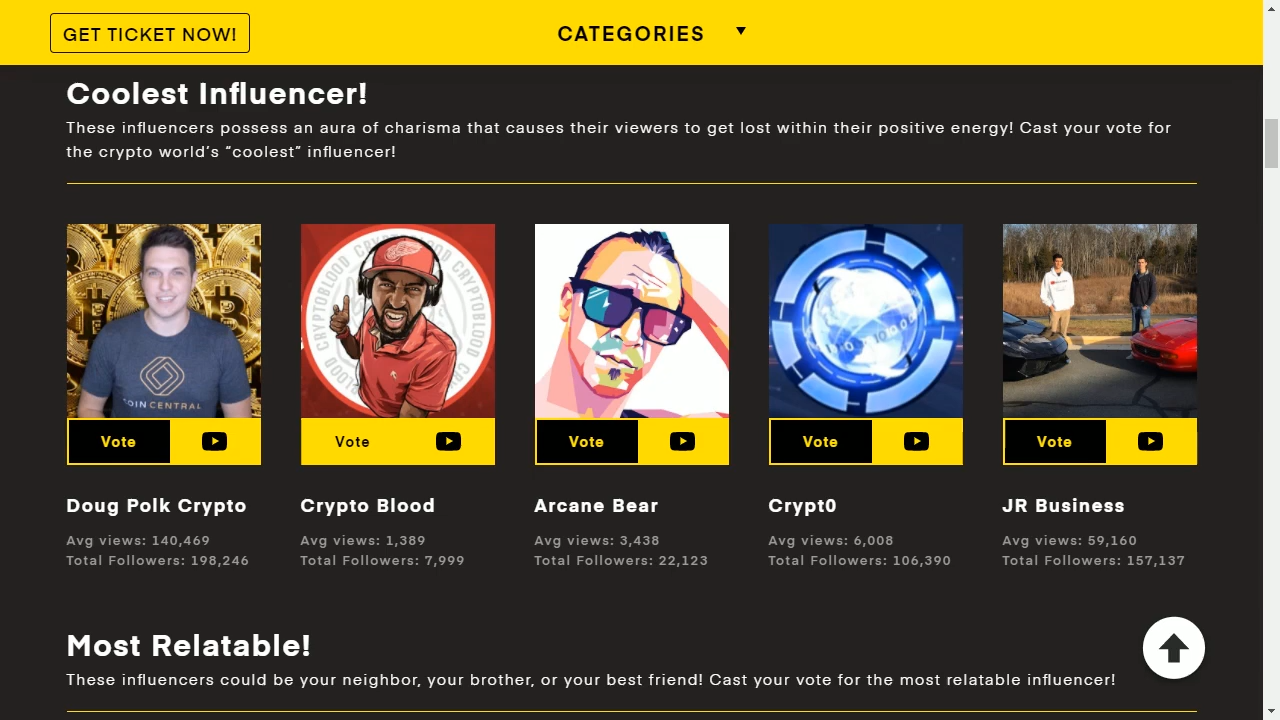 GET TICKET NOW!
CATEGORIES ▼
Coolest Influencer!
These influencers possess an aura of charisma that causes their viewers to get lost within their positive energy! Cast your vote for
the crypto world's “coolest” influencer!
COIN CENTRAL
CRYPTOBLOOD CRYPTOBLOOD
Vote
Vote
Vote
Vote
Vote
Doug Polk Crypto
Avg views: 140,469
Total Followers: 198,246
Crypto Blood
Avg views: 1,389
Total Followers: 7,999
Arcane Bear
Avg views: 3,438
Total Followers: 22,123
Crypt0
Avg views: 6,008
Total Followers: 106,390
JR Business
Avg views: 59,160
Total Followers: 157,137
Most Relatable!
These influencers could be your neighbor, your brother, or your best friend! Cast your vote for the most relatable influencer!